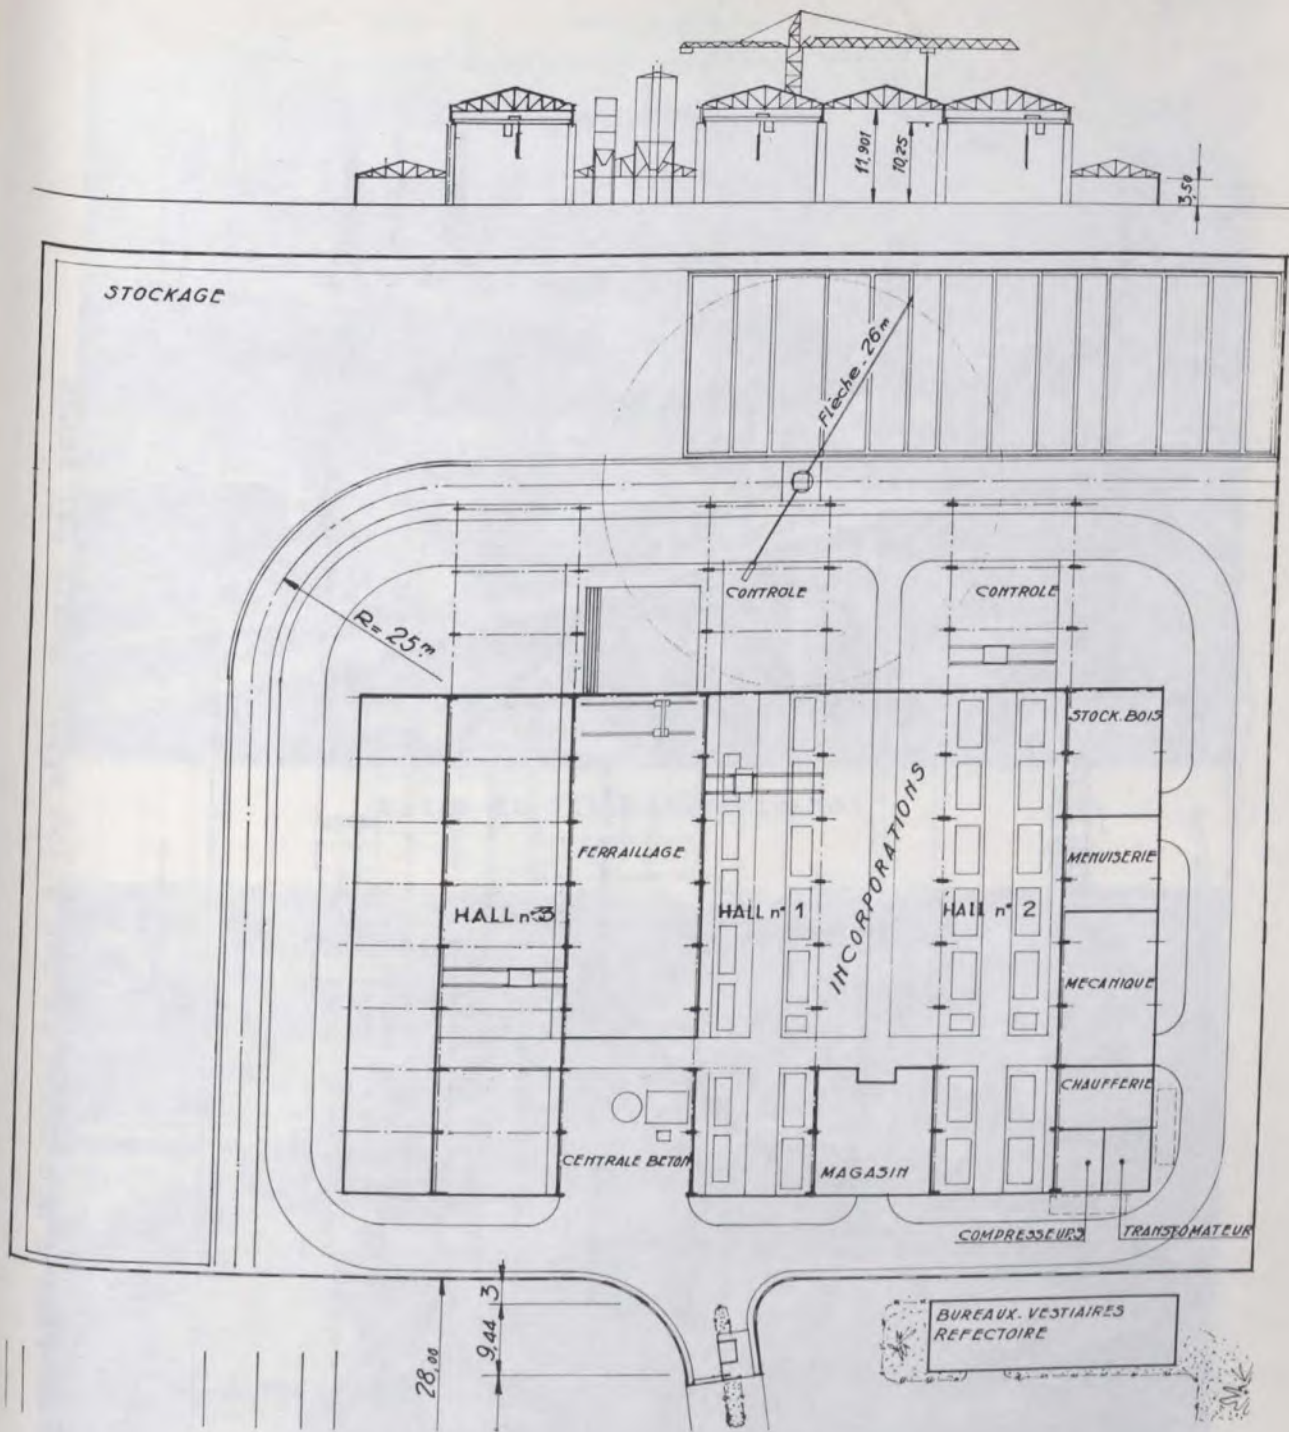 11,901
10,25
3,50
STOCKAGE
Flèche - 26m
R= 25m
CONTROLE
CONTROLE
STOCK. BOIS
FERRAILLAGE
MENUISERIE
HALL n°3
HALL n° 1
INCORPORATIONS
HALL n° 2
MECANIQUE
CHAUFFERIE
CENTRALE BETON
MAGASIN
COMPRESSEURS
TRANSFOMATEUR
28,00
9,44
3
BUREAUX. VESTIAIRES
REFECTOIRE